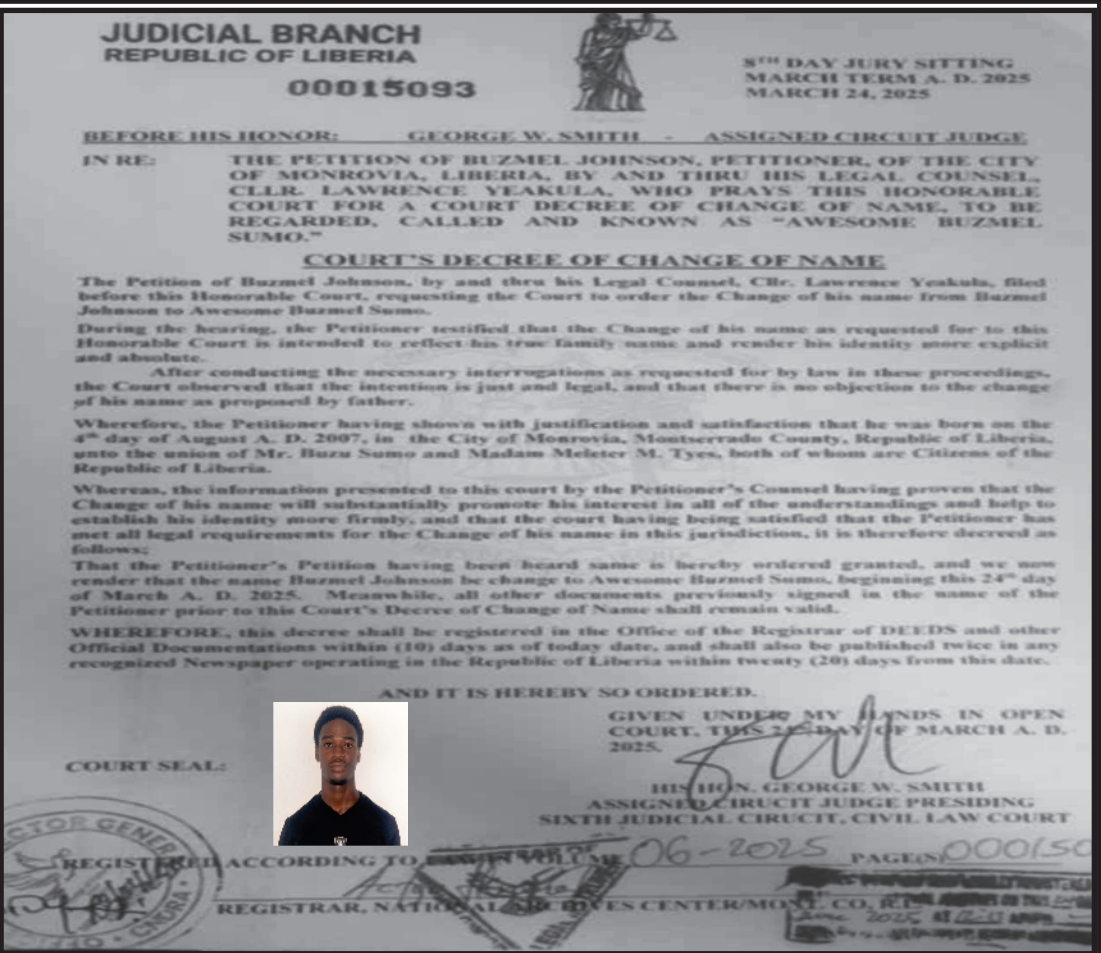 JUDICIAL BRANCH
REPUBLIC OF LIBERIA
00015093
8TH DAY JURY SITTING
MARCH TERM A. D. 2025
MARCH 24, 2025
BEFORE HIS HONOR: GEORGE W. SMITH - ASSIGNED CIRCUIT JUDGE
IN RE: THE PETITION OF BUZMEL JOHNSON, PETITIONER, OF THE CITY
OF MONROVIA, LIBERIA, BY AND THRU HIS LEGAL COUNSEL,
CLLR. LAWRENCE YEAKULA, WHO PRAYS THIS HONORABLE
COURT FOR A COURT DECREE OF CHANGE OF NAME, TO BE
REGARDED, CALLED AND KNOWN AS “AWESOME BUZMEL
SUMO.”
COURT'S DECREE OF CHANGE OF NAME
The Petition of Buzmel Johnson, by and thru his Legal Counsel, Cllr. Lawrence Yeakula, filed
before this Honorable Court, requesting the Court to order the Change of his name from Buzmel
Johnson to Awesome Buzmel Sumo.
During the hearing, the Petitioner testified that the Change of his name as requested for to this
Honorable Court is intended to reflect his true family name and render his identity more explicit
and absolute.
After conducting the necessary interrogations as requested for by law in these proceedings,
the Court observed that the intention is just and legal, and that there is no objection to the change
of his name as proposed by father.
Wherefore, the Petitioner having shown with justification and satisfaction that he was born on the
4th day of August A. D. 2007, in the City of Monrovia, Montserrado County, Republic of Liberia,
unto the union of Mr. Buzu Sumo and Madam Meleter M. Tyes, both of whom are Citizens of the
Republic of Liberia.
Whereas, the information presented to this court by the Petitioner's Counsel having proven that the
Change of his name will substantially promote his interest in all of the understandings and help to
establish his identity more firmly, and that the court having being satisfied that the Petitioner has
met all legal requirements for the Change of his name in this jurisdiction, it is therefore decreed as
follows;
That the Petitioner's Petition having been heard same is hereby ordered granted, and we now
render that the name Buzmel Johnson be change to Awesome Buzmel Sumo, beginning this 24th day
of March A. D. 2025. Meanwhile, all other documents previously signed in the name of the
Petitioner prior to this Court's Decree of Change of Name shall remain valid.
WHEREFORE, this decree shall be registered in the Office of the Registrar of DEEDS and other
Official Documentations within (10) days as of today date, and shall also be published twice in any
recognized Newspaper operating in the Republic of Liberia within twenty (20) days from this date.
AND IT IS HEREBY SO ORDERED.
GIVEN UNDER MY HANDS IN OPEN
COURT, THIS DAY OF MARCH A. D.
2025.
COURT SEAL:
HIS HON. GEORGE W. SMITH
ASSIGNED CIRUCIT JUDGE PRESIDING
SIXTH JUDICIAL CIRUCIT, CIVIL LAW COURT
REGISTERED ACCORDING TO LAW IN VOLUME 06-2025 PAGE(S) 000150
REGISTRAR, NATIONAL ARCHIVES CENTER/MONT. CO, R.L.
GENERAL
CNDRA
2025 AT